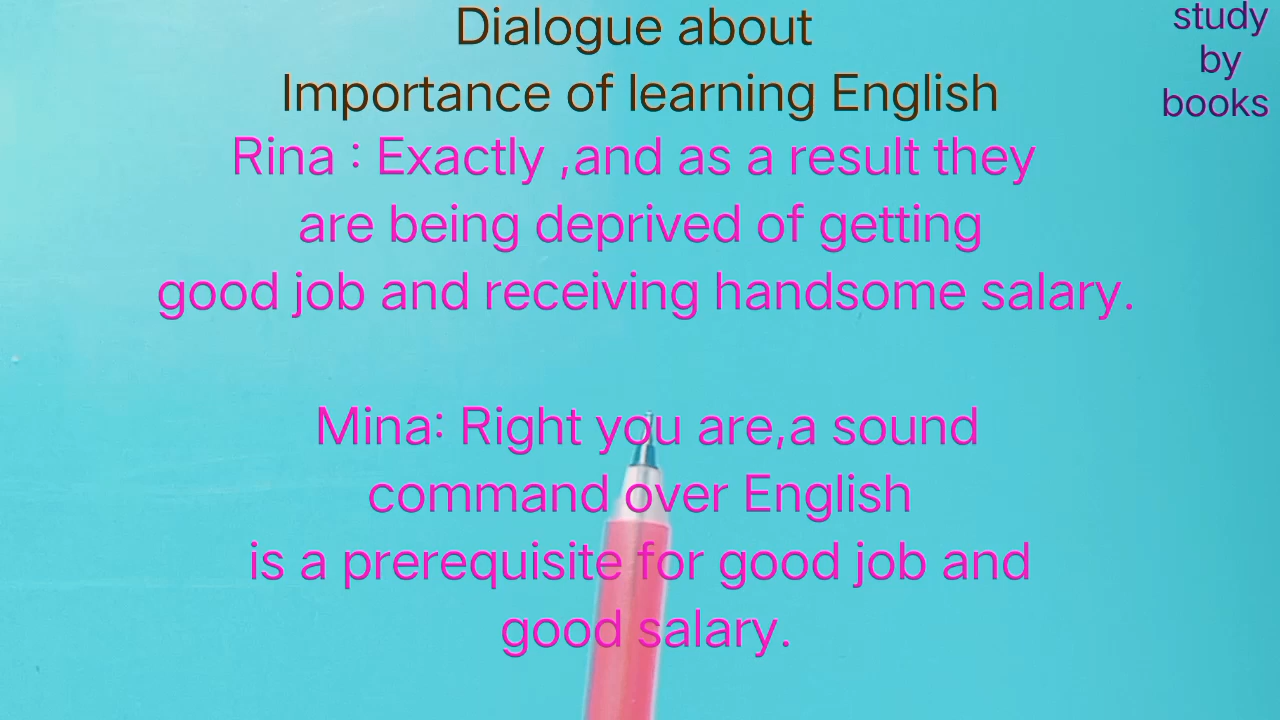 Dialogue about
Importance of learning English
study
by
books
Rina : Exactly ,and as a result they
are being deprived of getting
good job and receiving handsome salary.
Mina: Right you are,a sound
command over English
is a prerequisite for good job and
good salary.